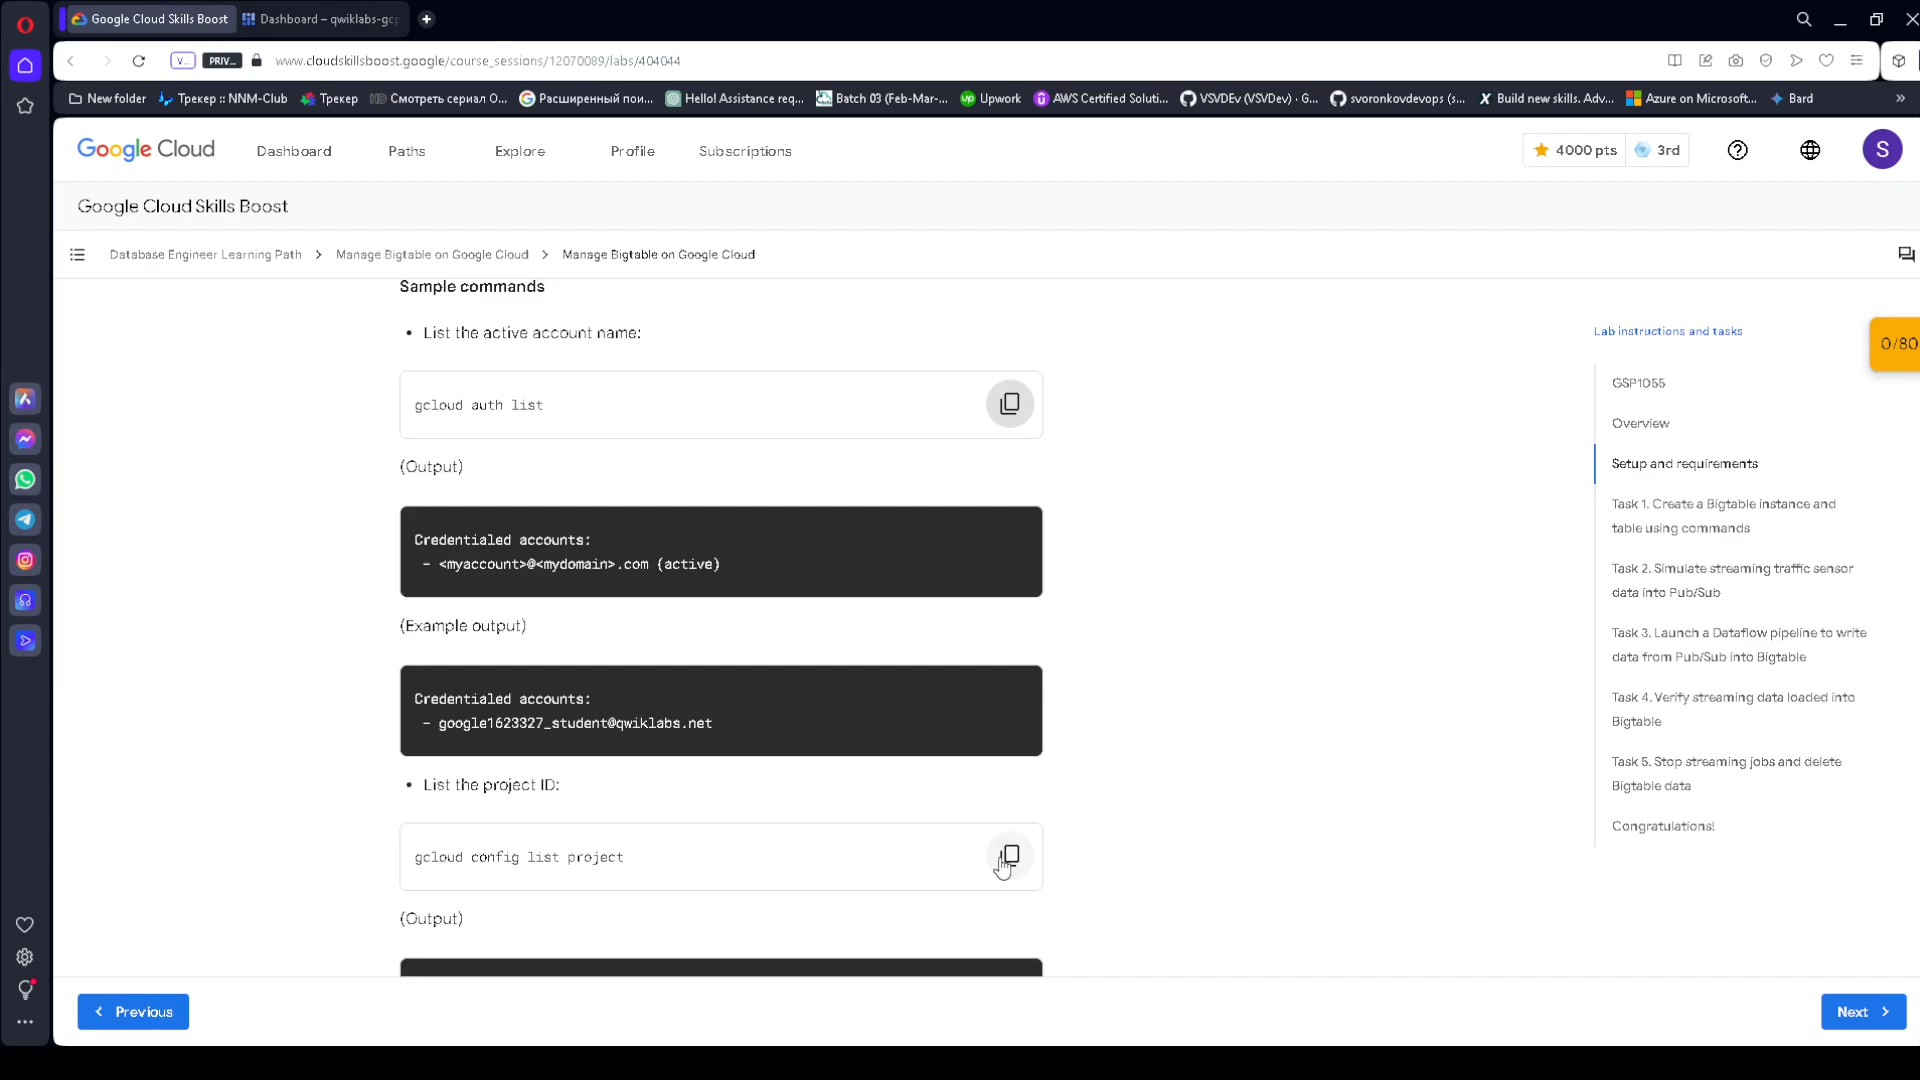 Google Cloud Skills Boost
Dashboard – qwiklabs-gcp
V...
PRIV...
www.cloudskillsboost.google/course_sessions/12070089/labs/404044
New folder
Трекер :: NNM-Club
Трекер
Смотреть сериал О...
Расширенный пои...
Hello! Assistance req...
Batch 03 (Feb-Mar-...
Upwork
AWS Certified Soluti...
VSVDEv (VSVDev) · G...
svoronkovdevops (s...
Build new skills. Adv...
Azure on Microsoft...
Bard
Google Cloud
Dashboard
Paths
Explore
Profile
Subscriptions
4000 pts
3rd
S
Google Cloud Skills Boost
Database Engineer Learning Path
Manage Bigtable on Google Cloud
Manage Bigtable on Google Cloud
Sample commands
• List the active account name:
gcloud auth list
(Output)
Credentialed accounts:
- <myaccount>@<mydomain>.com (active)
(Example output)
Credentialed accounts:
- google1623327_student@qwiklabs.net
• List the project ID:
gcloud config list project
(Output)
Lab instructions and tasks
0/80
GSP1055
Overview
Setup and requirements
Task 1. Create a Bigtable instance and
table using commands
Task 2. Simulate streaming traffic sensor
data into Pub/Sub
Task 3. Launch a Dataflow pipeline to write
data from Pub/Sub into Bigtable
Task 4. Verify streaming data loaded into
Bigtable
Task 5. Stop streaming jobs and delete
Bigtable data
Congratulations!
Previous
Next